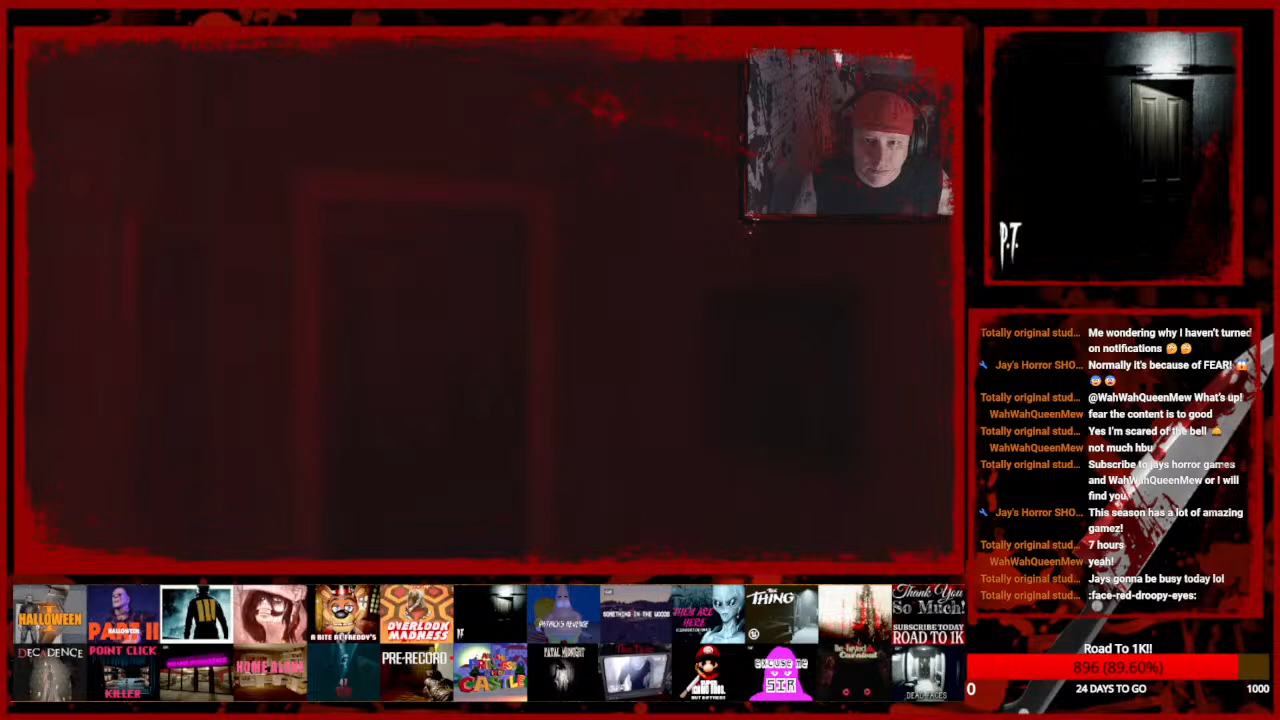 P.T.
Totally original stud... Me wondering why I haven't turned
on notifications 🤔 🤔
Jay's Horror SHO... Normally it's because of FEAR! 😱
😨 😨
Totally original stud... @WahWahQueenMew What's up!
WahWahQueenMew fear the content is to good
Totally original stud... Yes I'm scared of the bell 🛎
WahWahQueenMew not much hbu
Totally original stud... Subscribe to jays horror games
and WahWahQueenMew or I will
find you
Jay's Horror SHO... This season has a lot of amazing
gamez!
Totally original stud... 7 hours
WahWahQueenMew yeah!
Totally original stud... Jays gonna be busy today lol
Totally original stud... :face-red-droopy-eyes:
HALLOWEEN
HALLOWEEN
PART II
A BITE AT FREDDY'S
OVERLOOK
MADNESS
PATRICKS REVENGE
SOMETHING IN THE WOODS
THEY ARE
HERE
THE
THING
Thank You
So Much!
SUBSCRIBE TODAY
ROAD TO 1K
DECADENCE
POINT CLICK
KILLER
HOME ALONE
PRE-RECORD
PRINCESS
CASTLE
FATAL MIDNIGHT
SUPER
EXCUSE ME
SIR
Carnival
DEAD FACES
Road To 1K!!
896 (89.60%)
0 24 DAYS TO GO 1000